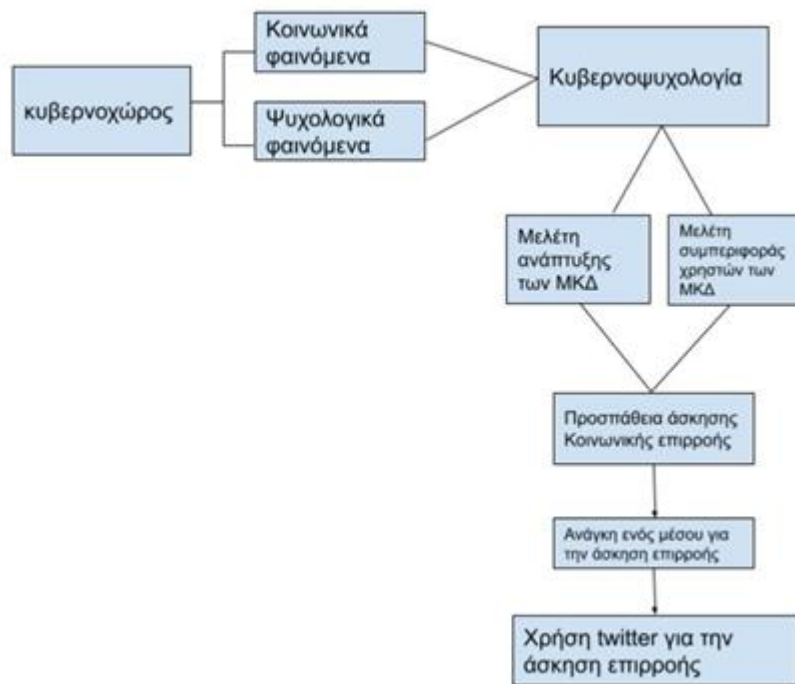 κυβερνοχώρος
Κοινωνικά
φαινόμενα
Ψυχολογικά
φαινόμενα
Κυβερνοψυχολογία
Μελέτη
ανάπτυξης
των ΜΚΔ
Μελέτη
συμπεριφοράς
χρηστών των
ΜΚΔ
Προσπάθεια άσκησης
Κοινωνικής επιρροής
Ανάγκη ενός μέσου για
την άσκηση επιρροής
Χρήση twitter για την
άσκηση επιρροής